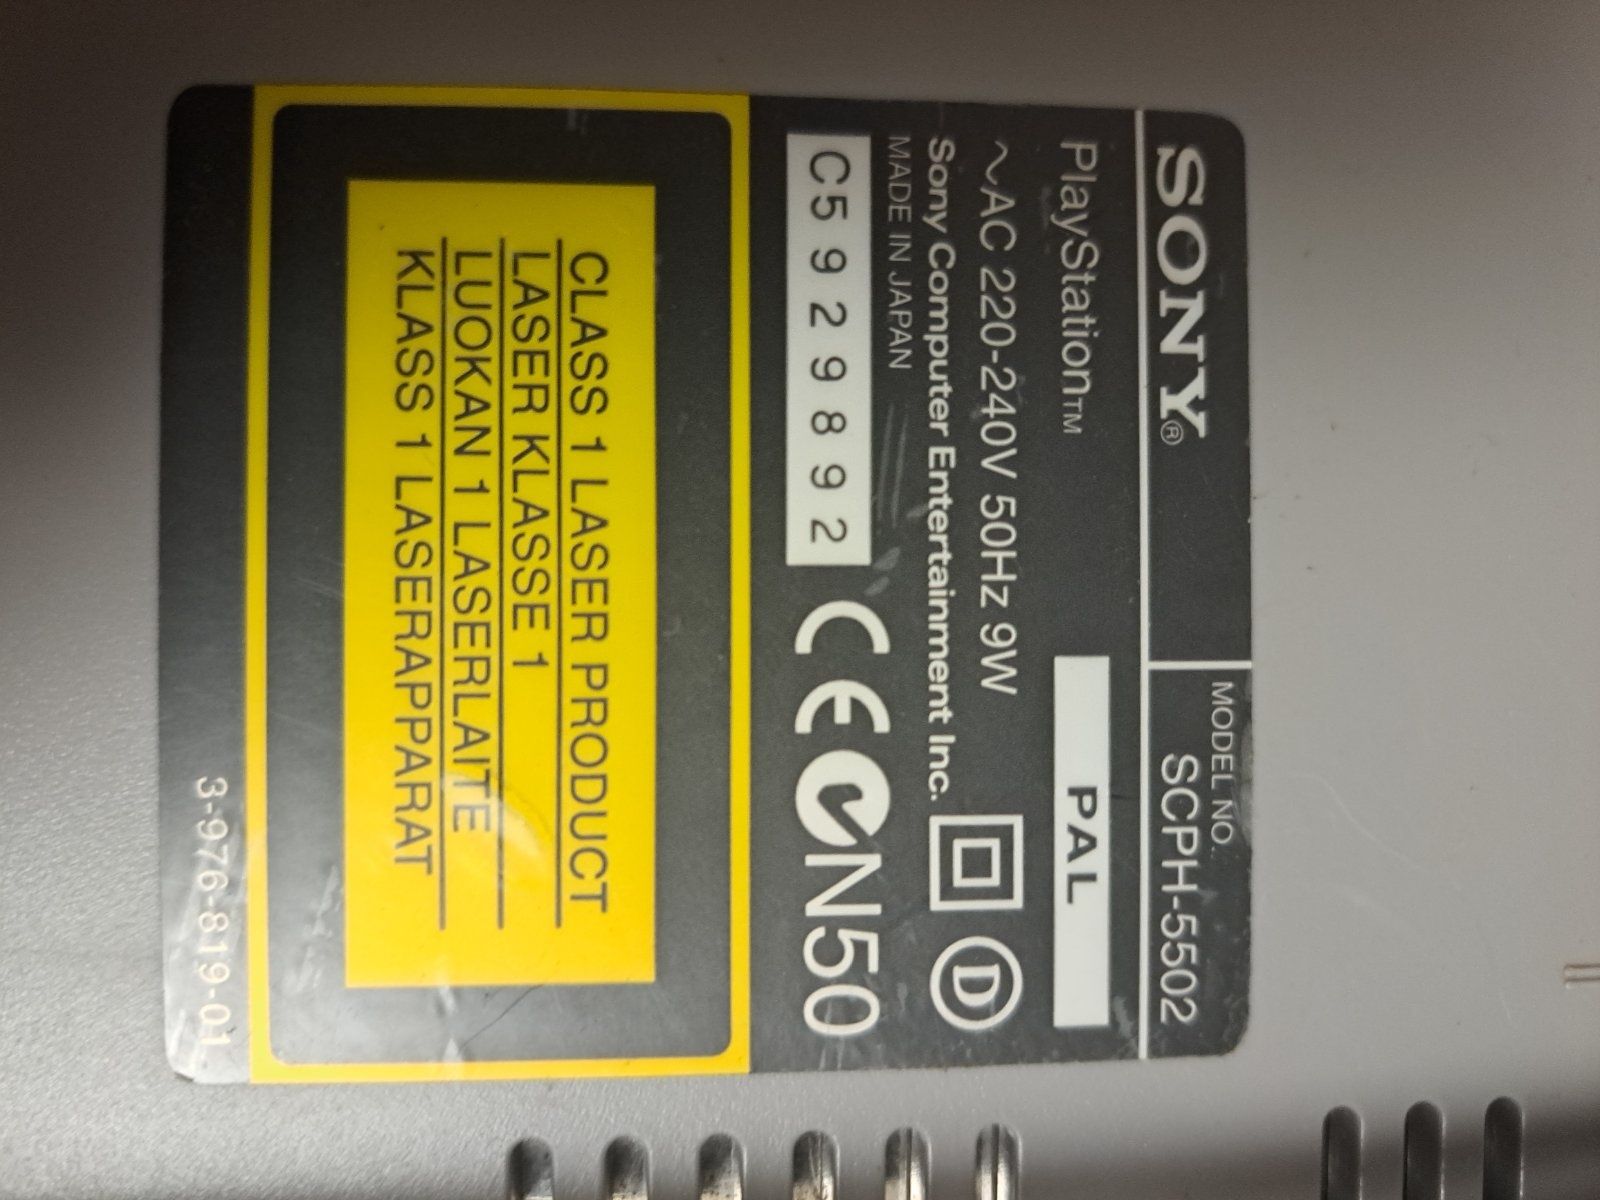 SONY®
MODEL NO.
SCPH-5502
PlayStation™
PAL
~AC 220-240V 50Hz 9W
Sony Computer Entertainment Inc.
D
MADE IN JAPAN
C5929892
CE N50
CLASS 1 LASER PRODUCT
LASER KLASSE 1
LUOKAN 1 LASERLAITE
KLASS 1 LASERAPPARAT
3-976-819-01